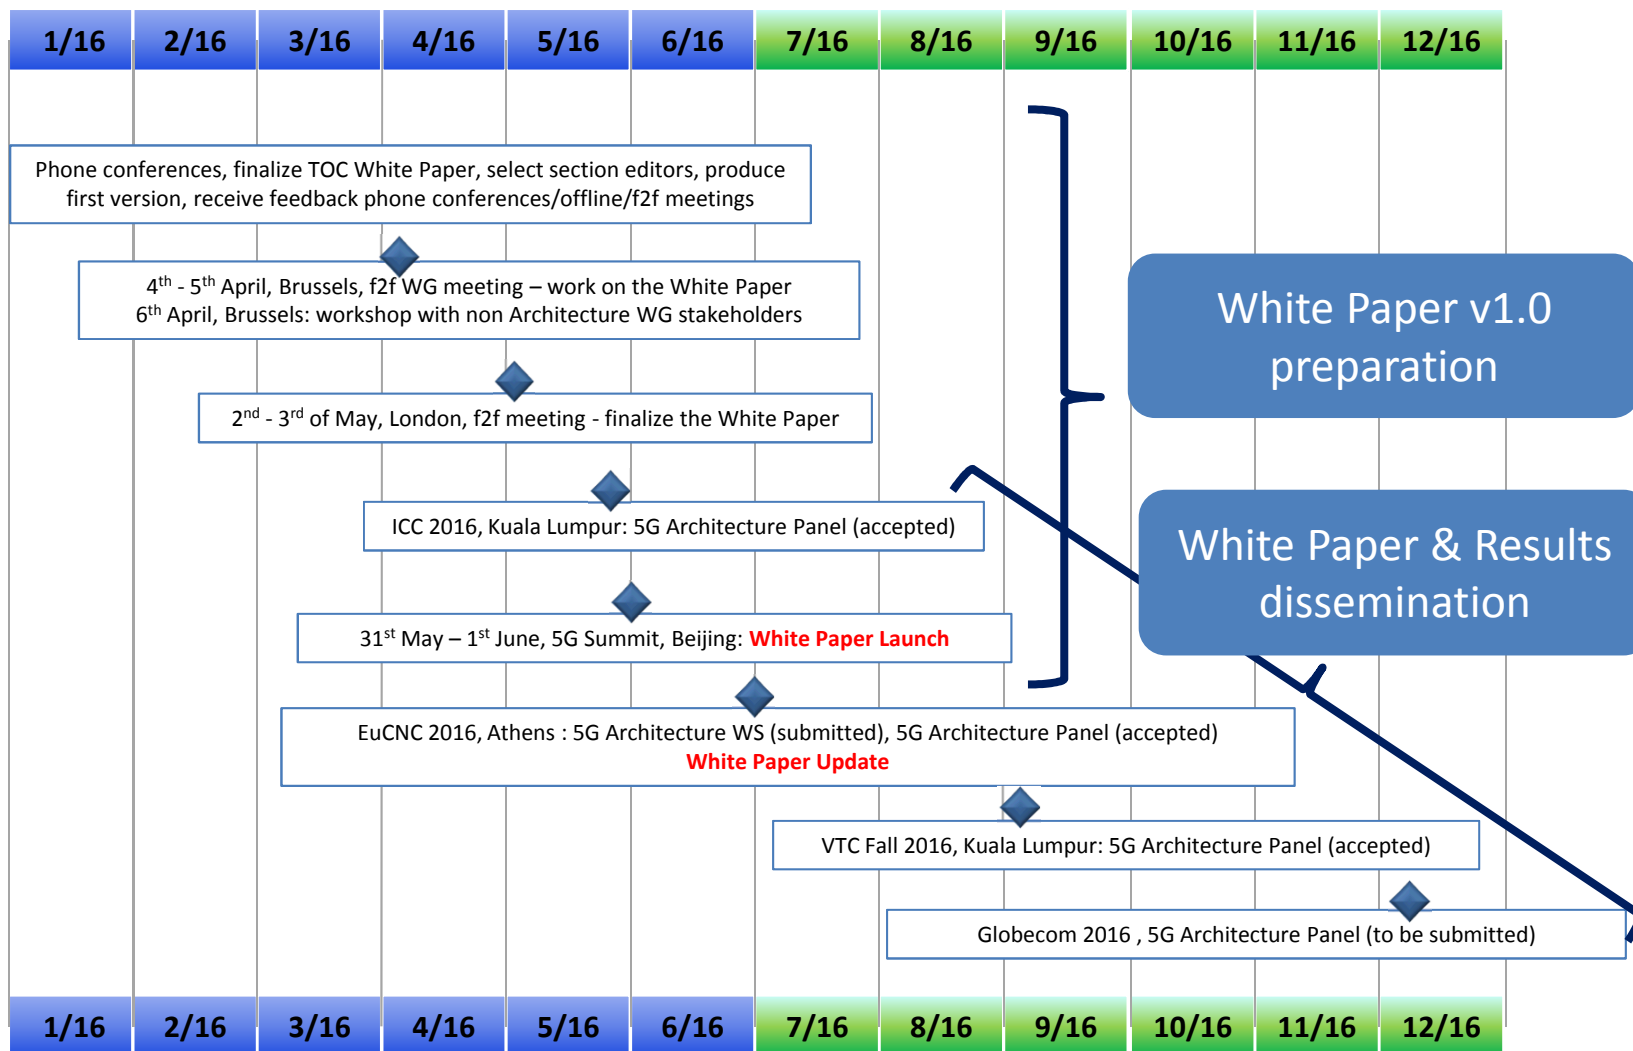 1/16 2/16 3/16 4/16 5/16 6/16 7/16 8/16 9/16 10/16 11/16 12/16
Phone conferences, finalize TOC White Paper, select section editors, produce
first version, receive feedback phone conferences/offline/f2f meetings
4th - 5th April, Brussels, f2f WG meeting – work on the White Paper
6th April, Brussels: workshop with non Architecture WG stakeholders
White Paper v1.0
preparation
2nd - 3rd of May, London, f2f meeting - finalize the White Paper
ICC 2016, Kuala Lumpur: 5G Architecture Panel (accepted)
White Paper & Results
dissemination
31st May – 1st June, 5G Summit, Beijing: White Paper Launch
EuCNC 2016, Athens : 5G Architecture WS (submitted), 5G Architecture Panel (accepted)
White Paper Update
VTC Fall 2016, Kuala Lumpur: 5G Architecture Panel (accepted)
Globecom 2016 , 5G Architecture Panel (to be submitted)
1/16 2/16 3/16 4/16 5/16 6/16 7/16 8/16 9/16 10/16 11/16 12/16